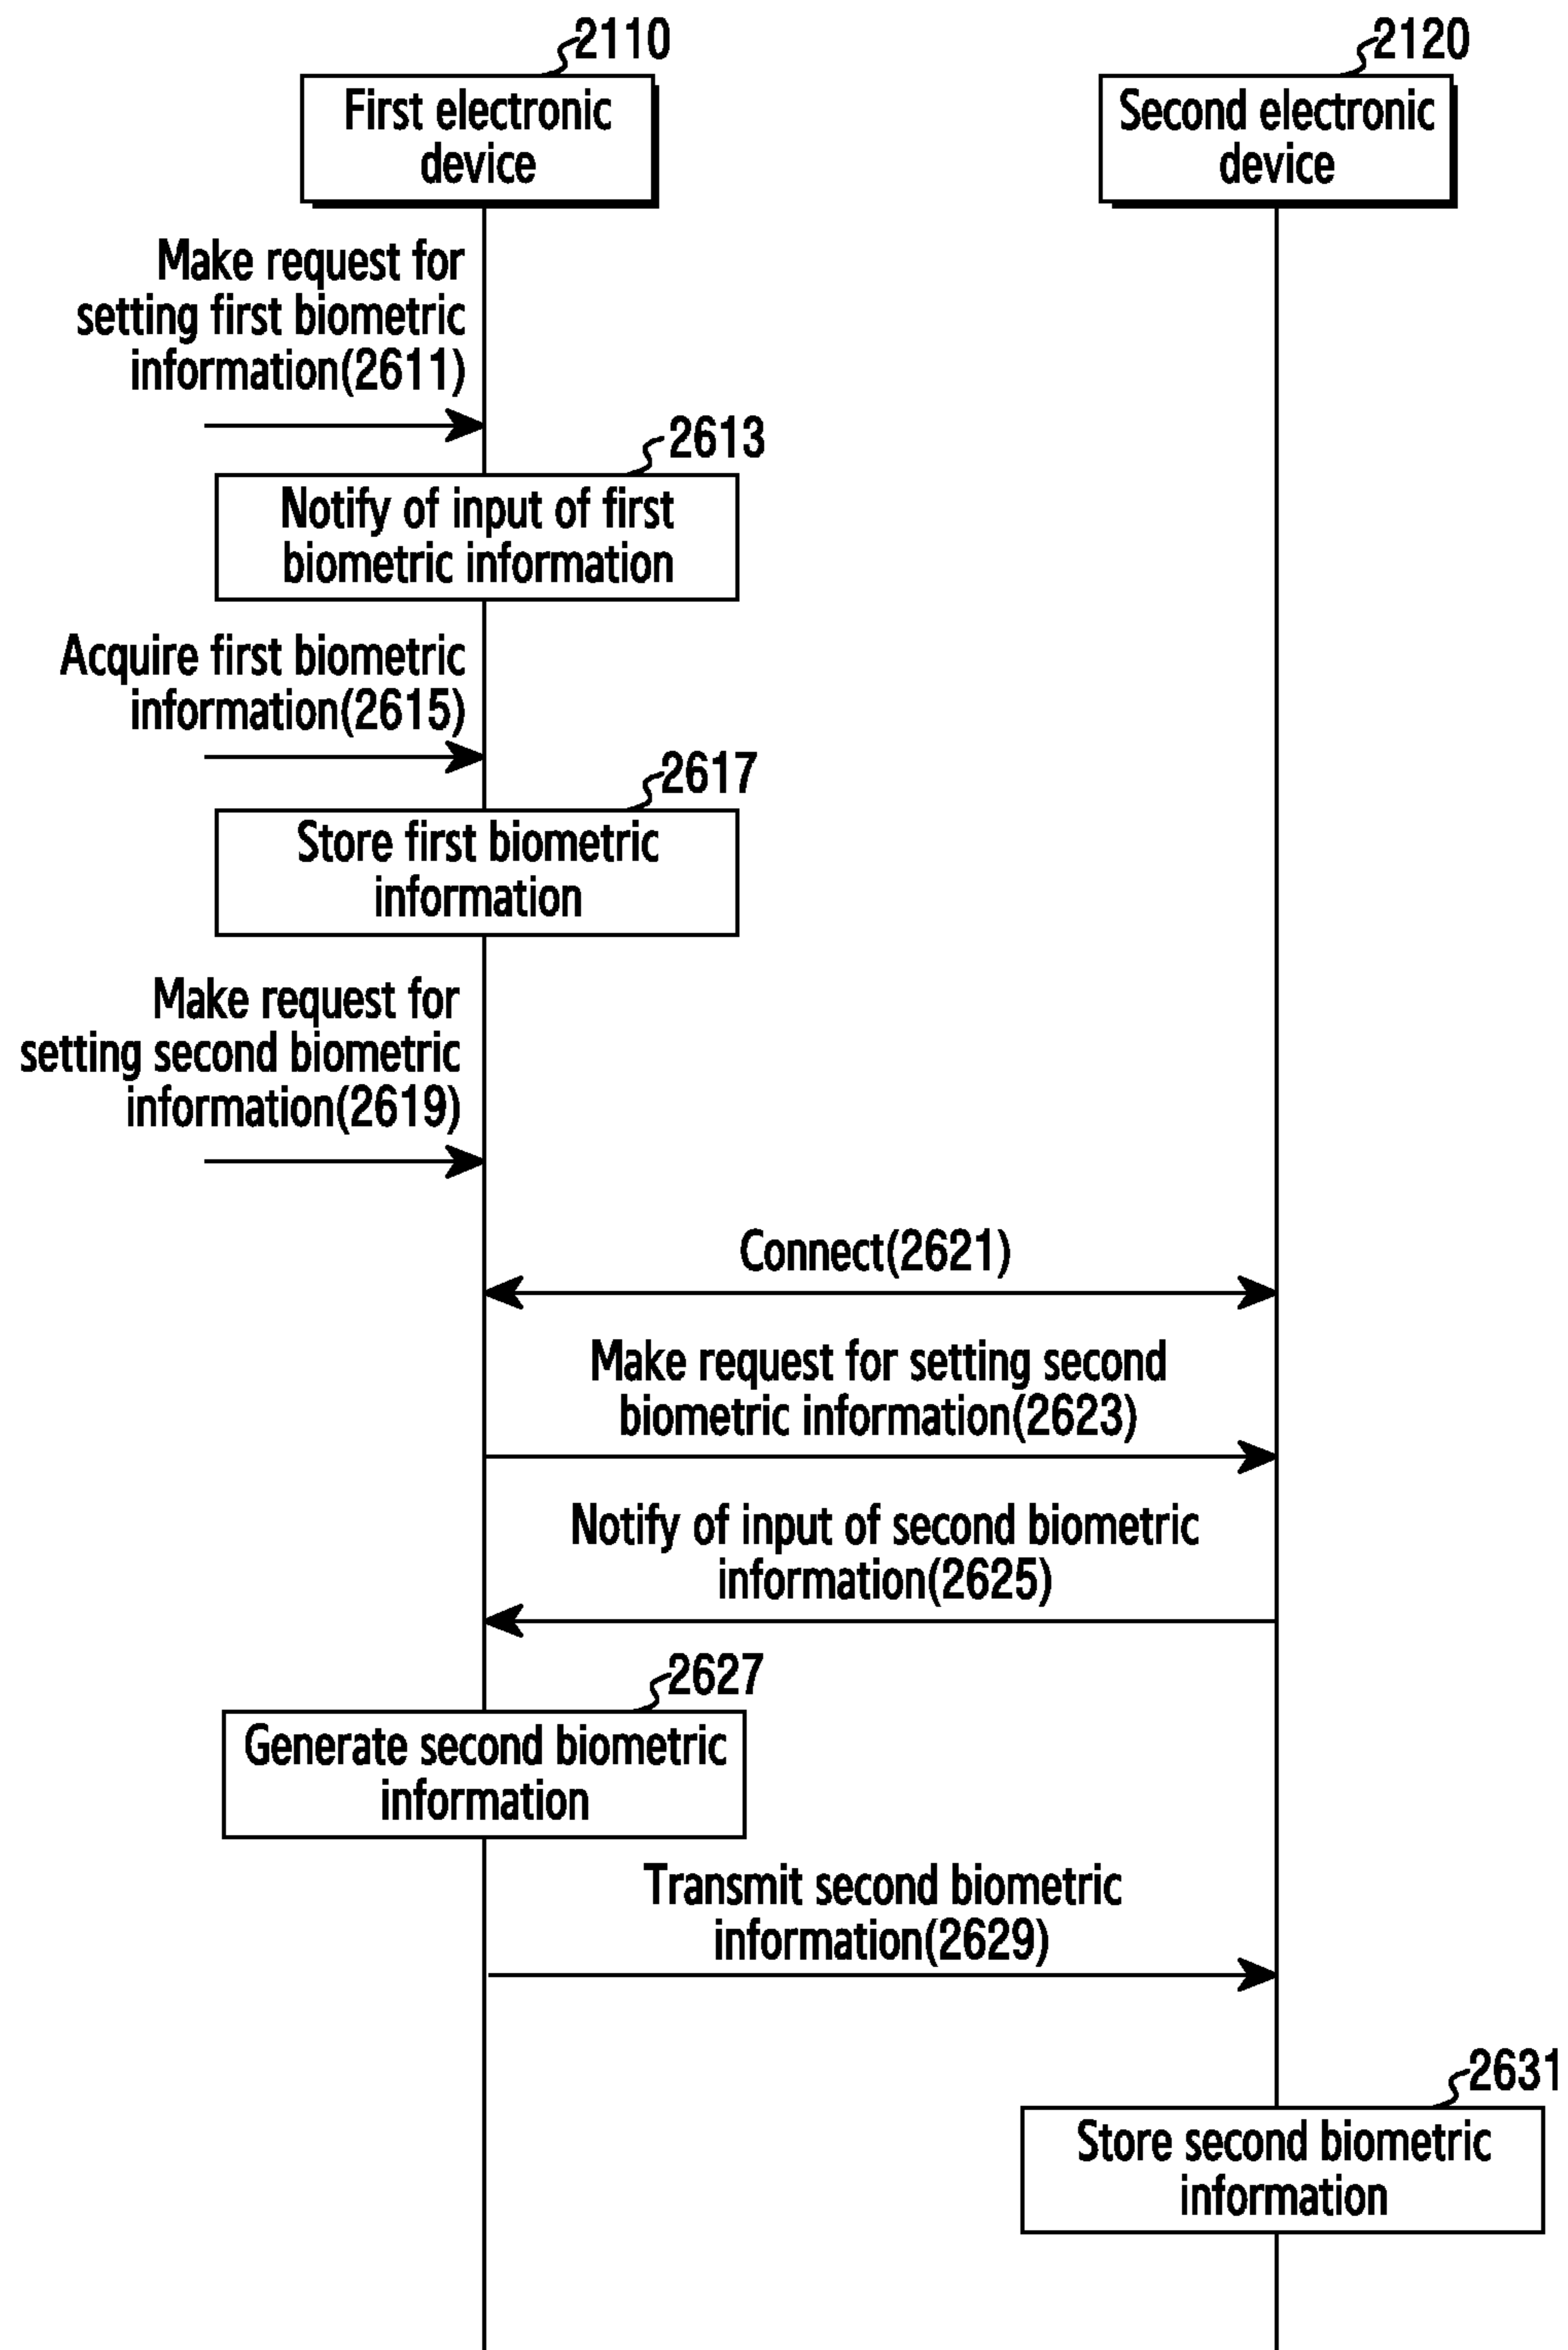 2110
2120
First electronic
device
Second electronic
device
Make request for
setting first biometric
information(2611)
2613
Notify of input of first
biometric information
Acquire first biometric
information(2615)
2617
Store first biometric
information
Make request for
setting second biometric
information(2619)
Connect(2621)
Make request for setting second
biometric information(2623)
Notify of input of second biometric
information(2625)
2627
Generate second biometric
information
Transmit second biometric
information(2629)
2631
Store second biometric
information